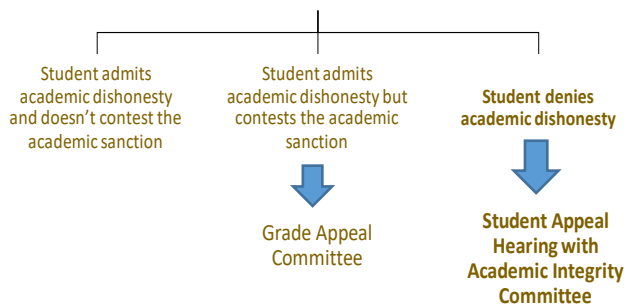 Student admits
academic dishonesty
and doesn't contest the
academic sanction
Student admits
academic dishonesty but
contests the academic
sanction
Student denies
academic dishonesty
Grade Appeal
Committee
Student Appeal
Hearing with
Academic Integrity
Committee